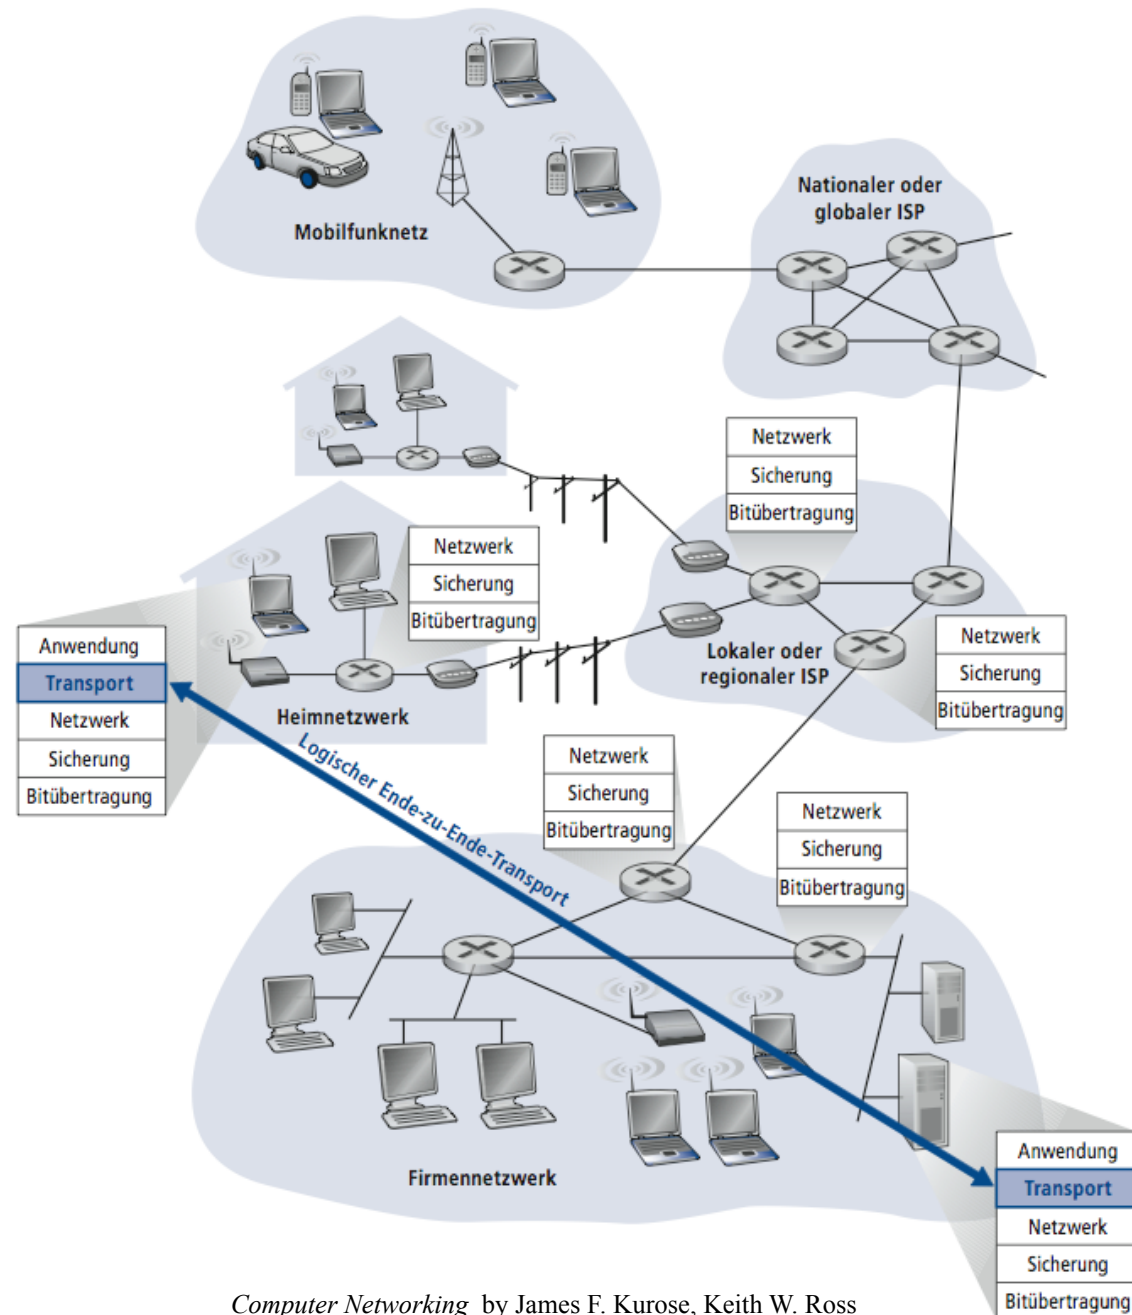 Mobilfunknetz
Nationaler oder
globaler ISP
Netzwerk
Sicherung
Bitübertragung
Netzwerk
Sicherung
Bitübertragung
Anwendung
Transport
Netzwerk
Sicherung
Bitübertragung
Heimnetzwerk
Lokaler oder
regionaler ISP
Netzwerk
Sicherung
Bitübertragung
Logischer Ende-zu-Ende-Transport
Netzwerk
Sicherung
Bitübertragung
Netzwerk
Sicherung
Bitübertragung
Firmennetzwerk
Anwendung
Transport
Netzwerk
Sicherung
Bitübertragung
Computer Networking by James F. Kurose, Keith W. Ross